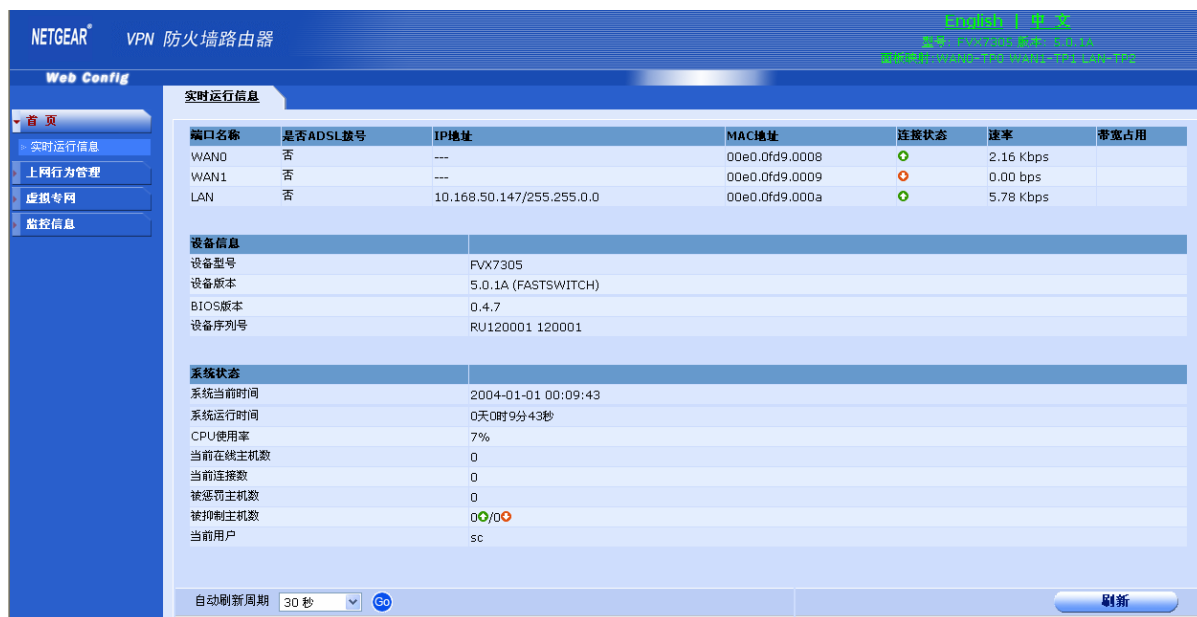 NETGEAR® VPN 防火墙路由器
English | 中 文
型号: FVX7305 版本: 5.0.1A
面板映射:WAN0-TP0 WAN1-TP1 LAN-TP2
Web Config
实时运行信息
首 页
实时运行信息
上网行为管理
虚拟专网
监控信息
端口名称 是否ADSL拨号 IP地址 MAC地址 连接状态 速率 带宽占用
WAN0 否 --- 00e0.0fd9.0008 2.16 Kbps
WAN1 否 --- 00e0.0fd9.0009 0.00 bps
LAN 否 10.168.50.147/255.255.0.0 00e0.0fd9.000a 5.78 Kbps
设备信息
设备型号 FVX7305
设备版本 5.0.1A (FASTSWITCH)
BIOS版本 0.4.7
设备序列号 RU120001 120001
系统状态
系统当前时间 2004-01-01 00:09:43
系统运行时间 0天0时9分43秒
CPU使用率 7%
当前在线主机数 0
当前连接数 0
被惩罚主机数 0
被抑制主机数 0/0
当前用户 sc
自动刷新周期 30 秒 Go 刷新